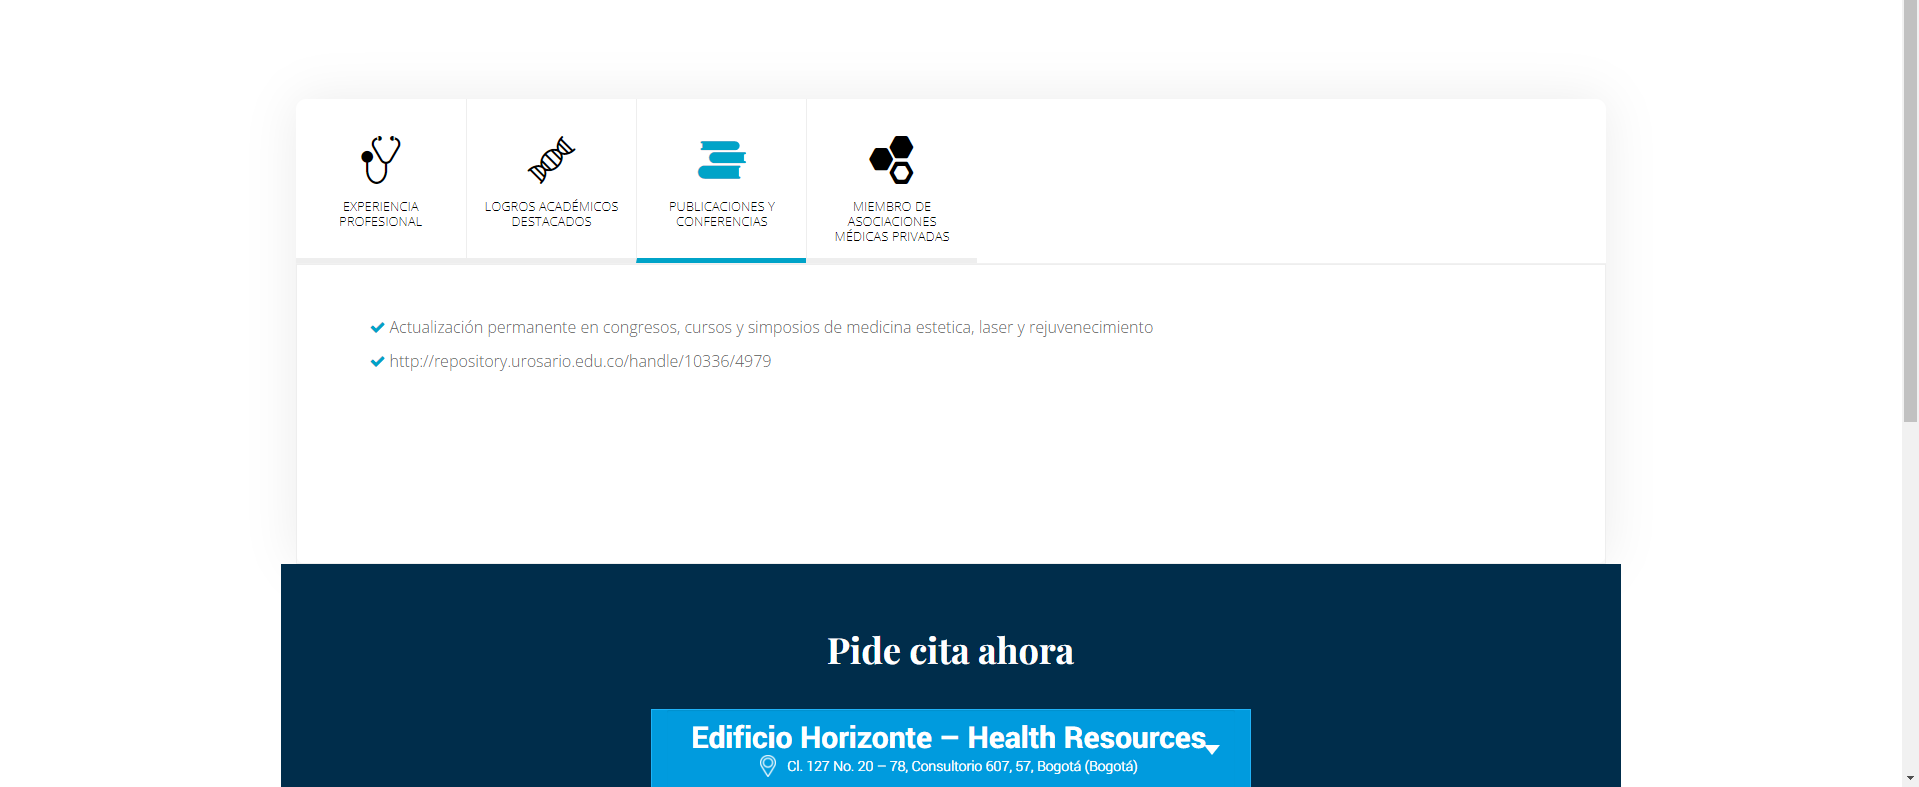 EXPERIENCIA
PROFESIONAL
LOGROS ACADÉMICOS
DESTACADOS
PUBLICACIONES Y
CONFERENCIAS
MIEMBRO DE
ASOCIACIONES
MÉDICAS PRIVADAS
Actualización permanente en congresos, cursos y simposios de medicina estetica, laser y rejuvenecimiento
http://repository.urosario.edu.co/handle/10336/4979
Pide cita ahora
Edificio Horizonte – Health Resources
Cl. 127 No. 20 – 78, Consultorio 607, 57, Bogotá (Bogotá)